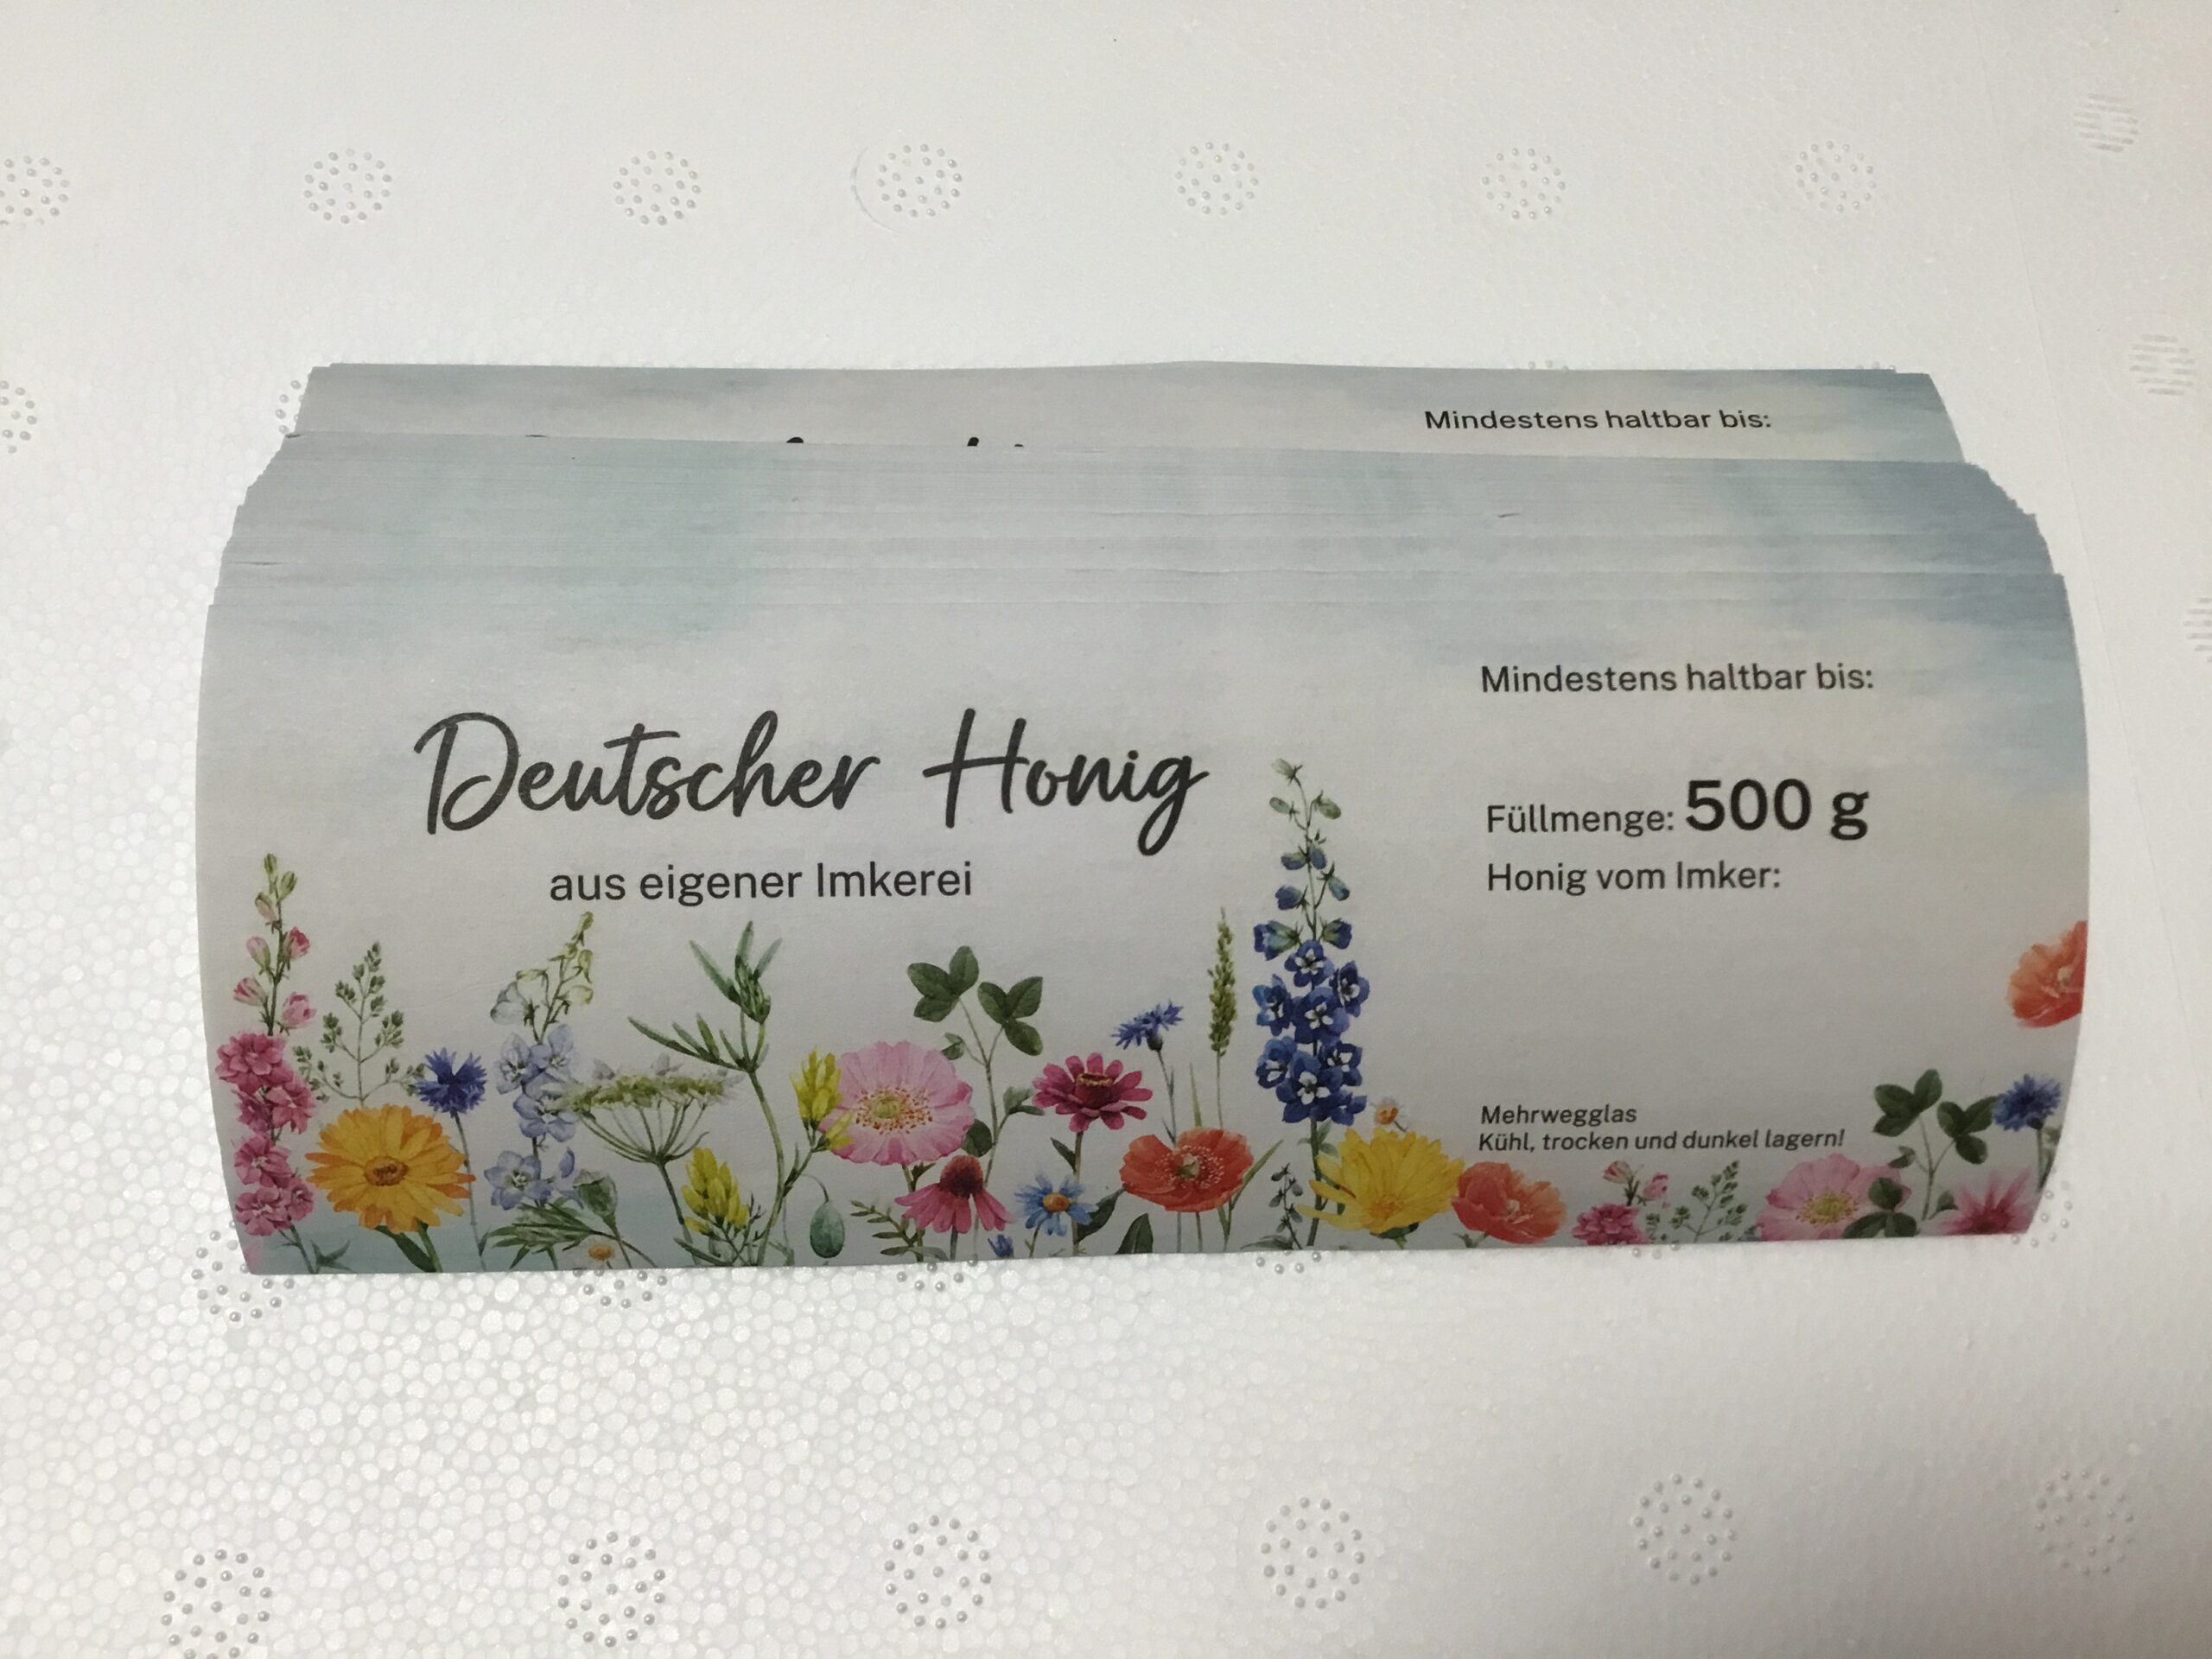 Mindestens haltbar bis:
Deutscher Honig
aus eigener Imkerei
Mindestens haltbar bis:
Füllmenge: 500 g
Honig vom Imker:
Mehrwegglas
Kühl, trocken und dunkel lagern!